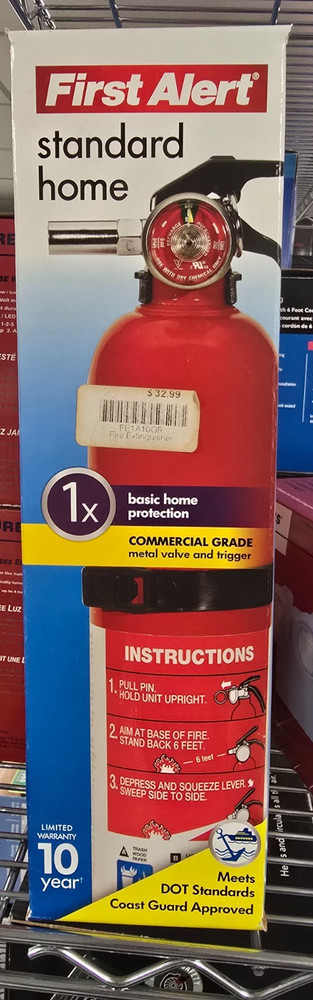 First Alert®
standard
home
$ 32.99
FE1A10GR
Fire Extinguisher
1x
basic home
protection
COMMERCIAL GRADE
metal valve and trigger
INSTRUCTIONS
1. PULL PIN.
HOLD UNIT UPRIGHT.
2. AIM AT BASE OF FIRE.
STAND BACK 6 FEET.
6 feet
3. DEPRESS AND SQUEEZE LEVER.
SWEEP SIDE TO SIDE.
LIMITED
WARRANTY
10
year†
TRASH
WOOD
PAPER
Meets
DOT Standards
Coast Guard Approved